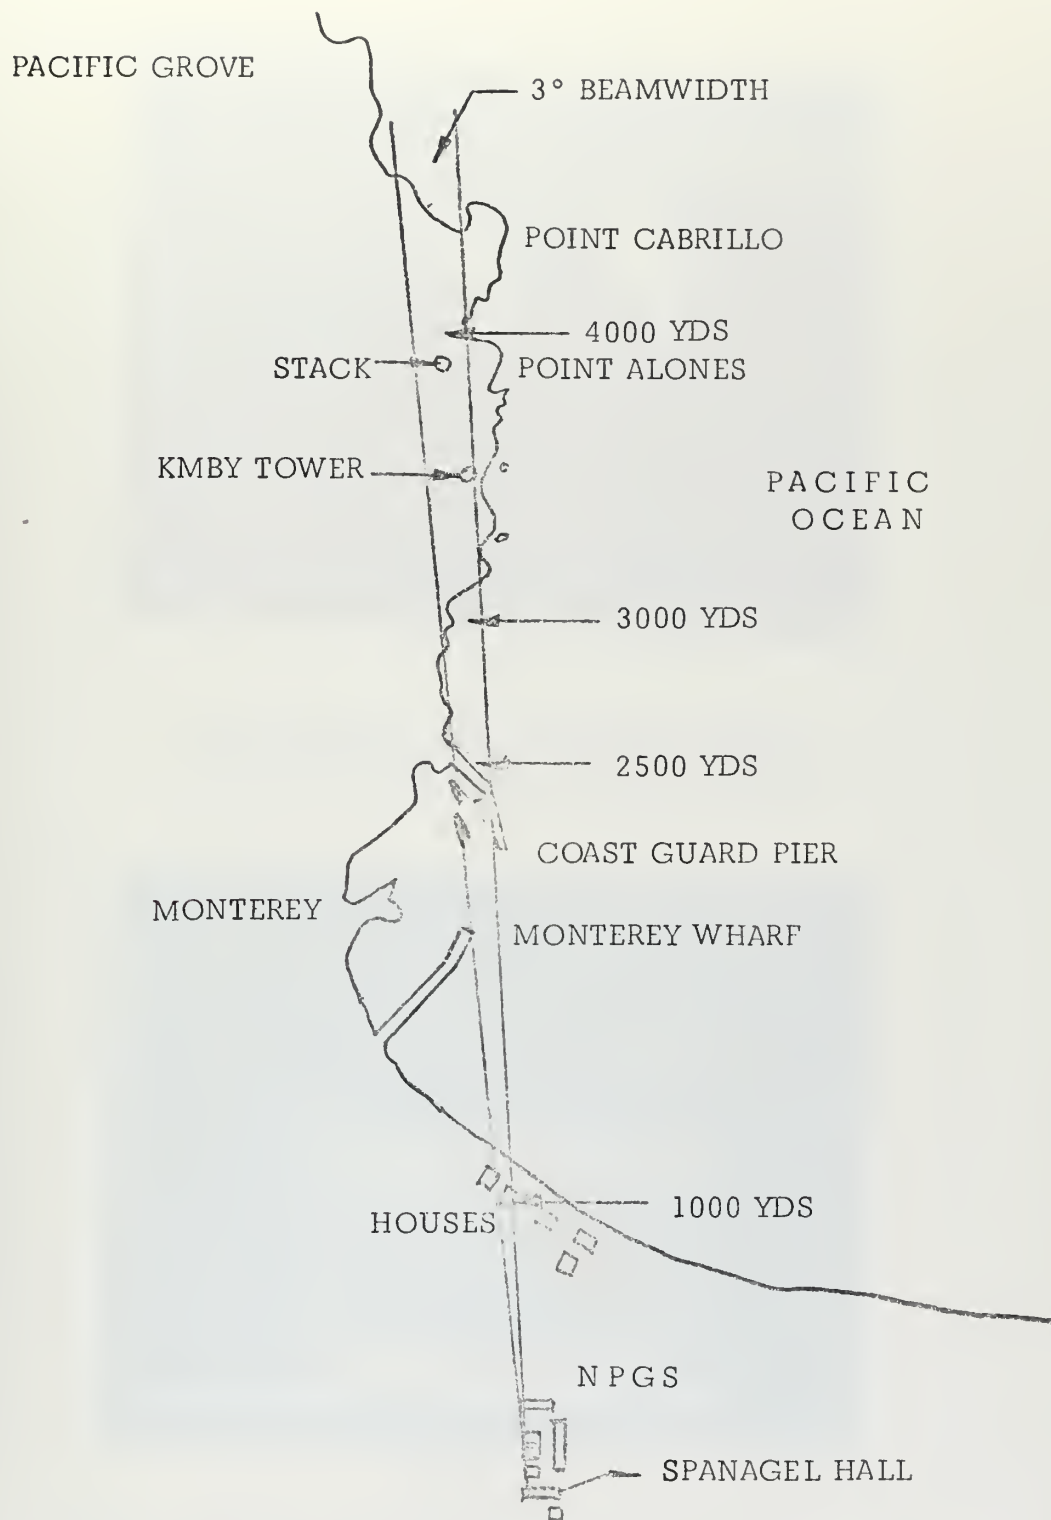 PACIFIC GROVE
3° BEAMWIDTH
POINT CABRILLO
4000 YDS
STACK
POINT ALONES
KMBY TOWER
PACIFIC
OCEAN
3000 YDS
2500 YDS
COAST GUARD PIER
MONTEREY
MONTEREY WHARF
1000 YDS
HOUSES
NPGS
SPANAGEL HALL